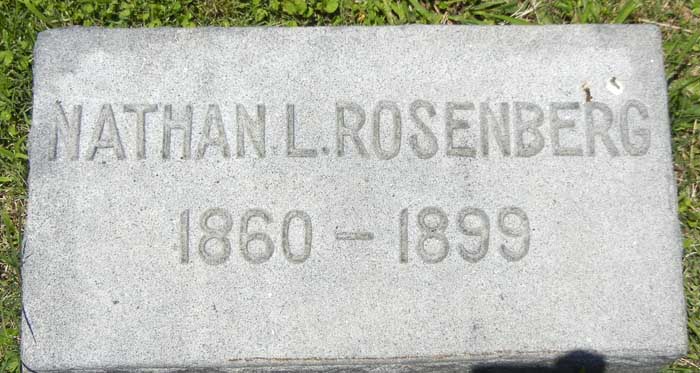 NATHAN L. ROSENBERG
1860 – 1899